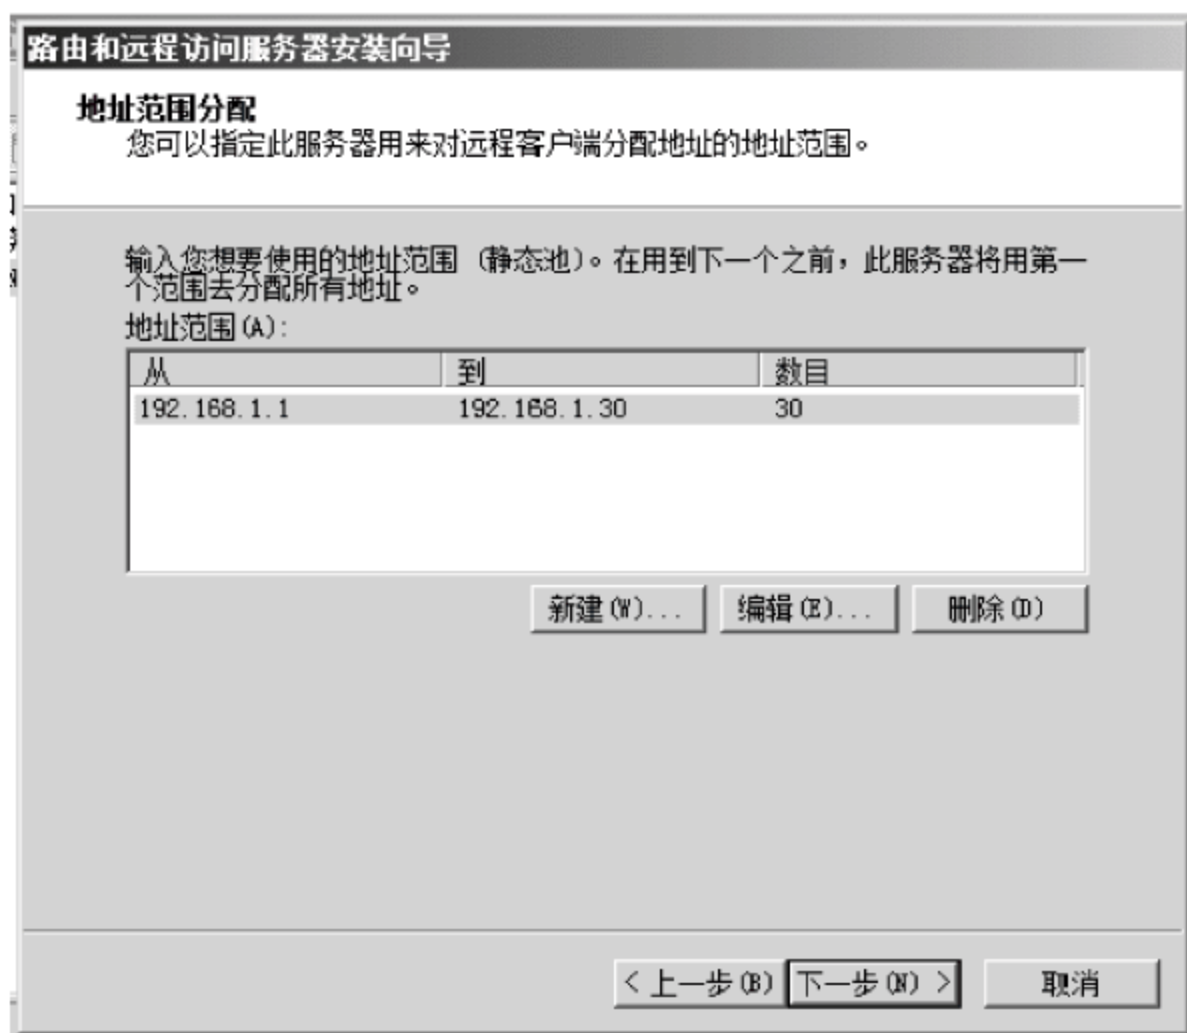 路由和远程访问服务器安装向导
地址范围分配
您可以指定此服务器用来对远程客户端分配地址的地址范围。
输入您想要使用的地址范围（静态池）。在用到下一个之前，此服务器将用第一
个范围去分配所有地址。
地址范围(A):
从 到 数目
192.168.1.1 192.168.1.30 30
新建(W)... 编辑(E)... 删除(D)
< 上一步(B) 下一步(N) > 取消